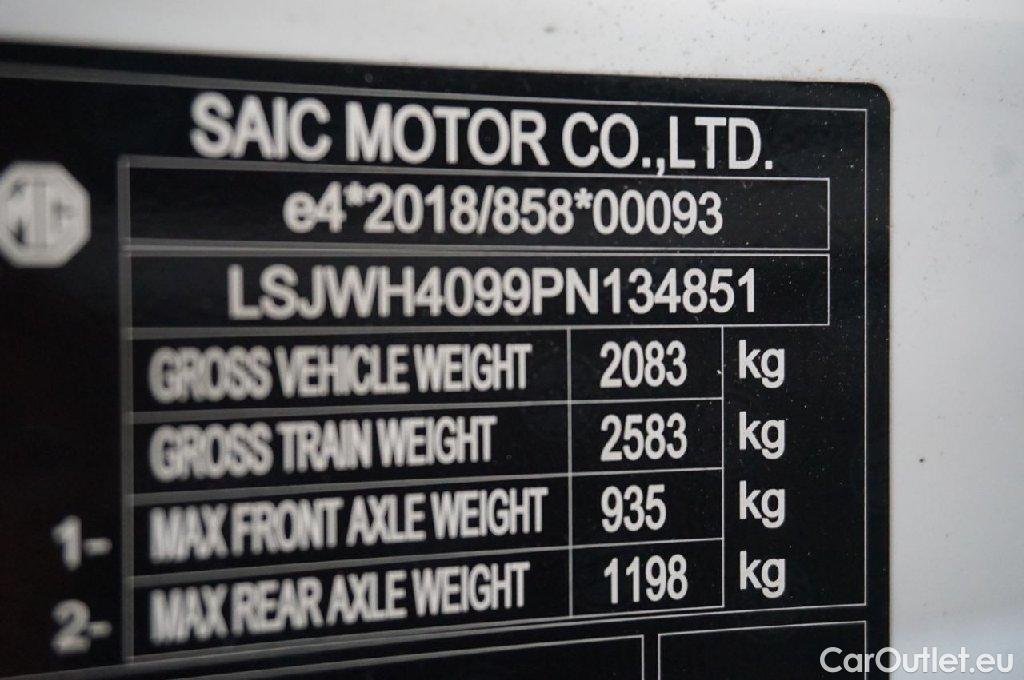 SAIC MOTOR CO.,LTD.
MG
e4*2018/858*00093
LSJWH4099PN134851
GROSS VEHICLE WEIGHT 2083 kg
GROSS TRAIN WEIGHT 2583 kg
1- MAX FRONT AXLE WEIGHT 935 kg
2- MAX REAR AXLE WEIGHT 1198 kg
CarOutlet.eu